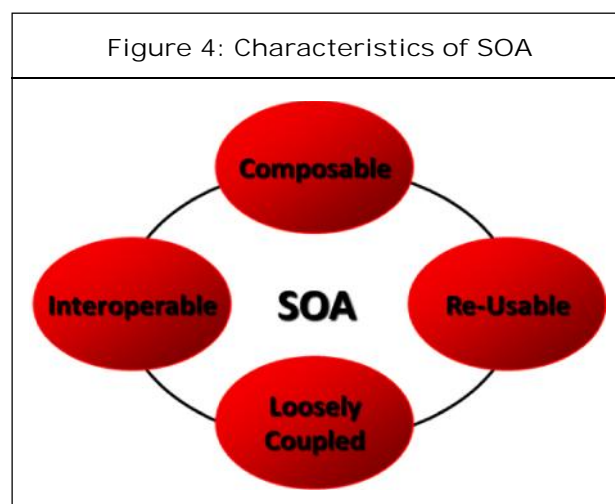 Figure 4: Characteristics of SOA
Composable
Interoperable
SOA
Re-Usable
Loosely
Coupled